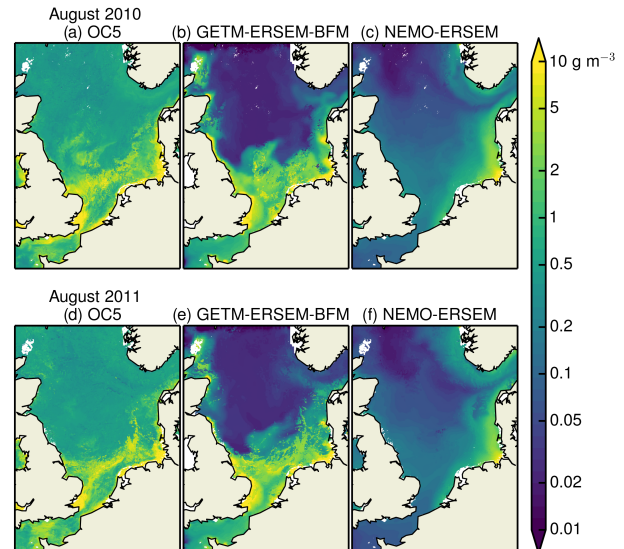 August 2010
(a) OC5
(b) GETM-ERSEM-BFM
(c) NEMO-ERSEM
August 2011
(d) OC5
(e) GETM-ERSEM-BFM
(f) NEMO-ERSEM
10 g m⁻³
5
2
1
0.5
0.2
0.1
0.05
0.02
0.01